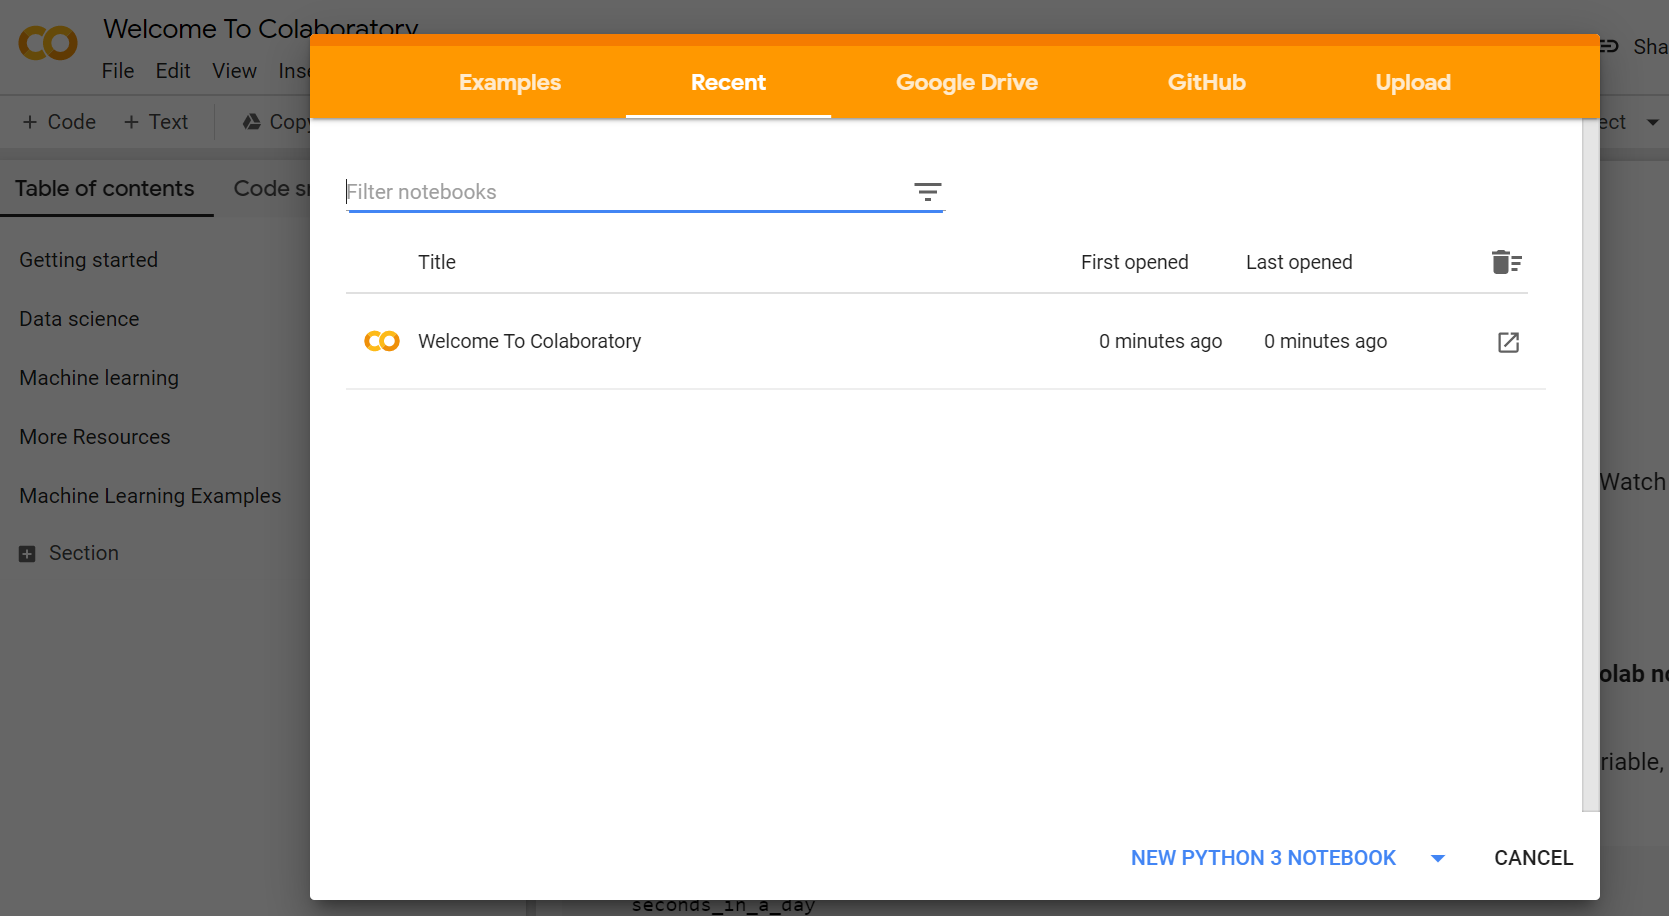 Welcome To Colaboratory
File Edit View Inse
Sha
+ Code + Text Copy
ect
Examples Recent Google Drive GitHub Upload
Table of contents Code sn
Filter notebooks
Title First opened Last opened
Welcome To Colaboratory 0 minutes ago 0 minutes ago
Getting started
Data science
Machine learning
More Resources
Machine Learning Examples
Section
Watch
olab no
riable,
NEW PYTHON 3 NOTEBOOK CANCEL
seconds_in_a_day